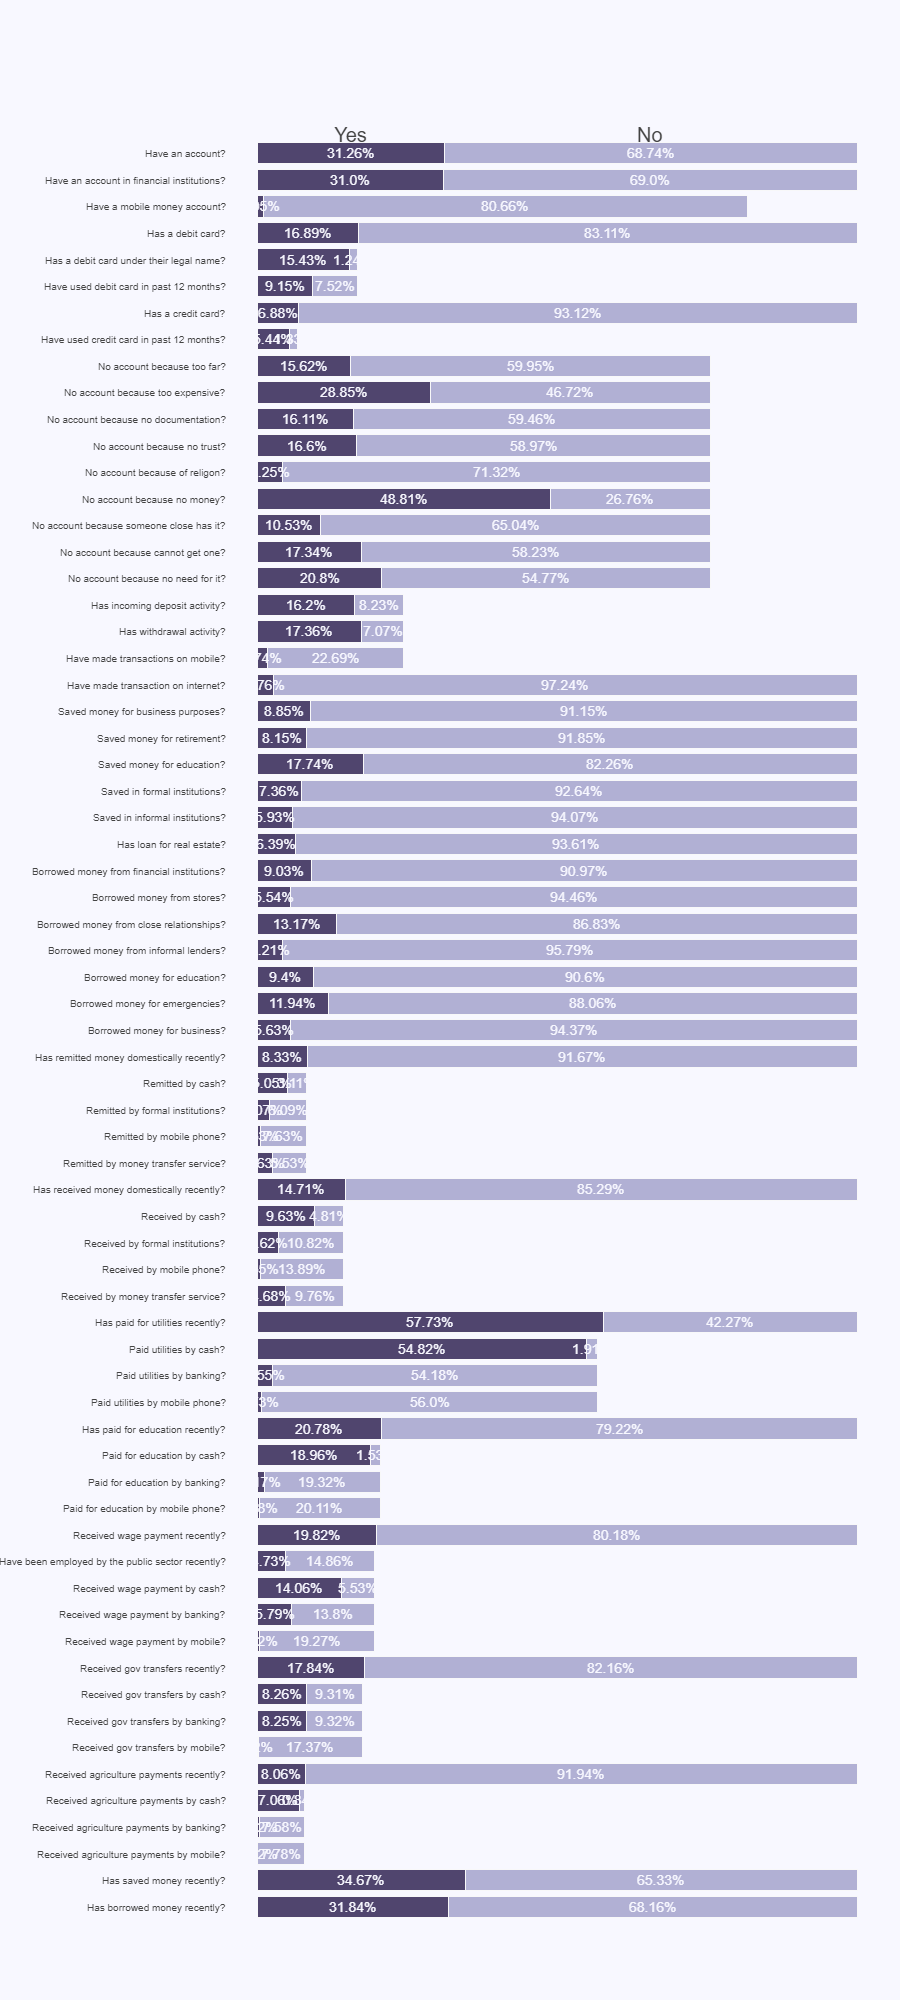 Yes No
Have an account? 31.26% 68.74%
Have an account in financial institutions? 31.0% 69.0%
Have a mobile money account? 80.66%
Has a debit card? 16.89% 83.11%
Has a debit card under their legal name? 15.43%
Have used debit card in past 12 months? 9.15% 7.52%
Has a credit card? 6.88% 93.12%
Have used credit card in past 12 months?
No account because too far? 15.62% 59.95%
No account because too expensive? 28.85% 46.72%
No account because no documentation? 16.11% 59.46%
No account because no trust? 16.6% 58.97%
No account because of religon? 71.32%
No account because no money? 48.81% 26.76%
No account because someone close has it? 10.53% 65.04%
No account because cannot get one? 17.34% 58.23%
No account because no need for it? 20.8% 54.77%
Has incoming deposit activity? 16.2% 8.23%
Has withdrawal activity? 17.36% 7.07%
Have made transactions on mobile? 22.69%
Have made transaction on internet? 97.24%
Saved money for business purposes? 8.85% 91.15%
Saved money for retirement? 8.15% 91.85%
Saved money for education? 17.74% 82.26%
Saved in formal institutions? 7.36% 92.64%
Saved in informal institutions? 5.93% 94.07%
Has loan for real estate? 6.39% 93.61%
Borrowed money from financial institutions? 9.03% 90.97%
Borrowed money from stores? 5.54% 94.46%
Borrowed money from close relationships? 13.17% 86.83%
Borrowed money from informal lenders? 95.79%
Borrowed money for education? 9.4% 90.6%
Borrowed money for emergencies? 11.94% 88.06%
Borrowed money for business? 5.63% 94.37%
Has remitted money domestically recently? 8.33% 91.67%
Remitted by cash?
Remitted by formal institutions?
Remitted by mobile phone?
Remitted by money transfer service?
Has received money domestically recently? 14.71% 85.29%
Received by cash? 9.63% 4.81%
Received by formal institutions? 10.82%
Received by mobile phone? 13.89%
Received by money transfer service? 9.76%
Has paid for utilities recently? 57.73% 42.27%
Paid utilities by cash? 54.82%
Paid utilities by banking? 54.18%
Paid utilities by mobile phone? 56.0%
Has paid for education recently? 20.78% 79.22%
Paid for education by cash? 18.96%
Paid for education by banking? 19.32%
Paid for education by mobile phone? 20.11%
Received wage payment recently? 19.82% 80.18%
Have been employed by the public sector recently? 14.86%
Received wage payment by cash? 14.06% 5.53%
Received wage payment by banking? 5.79% 13.8%
Received wage payment by mobile? 19.27%
Received gov transfers recently? 17.84% 82.16%
Received gov transfers by cash? 8.26% 9.31%
Received gov transfers by banking? 8.25% 9.32%
Received gov transfers by mobile? 17.37%
Received agriculture payments recently? 8.06% 91.94%
Received agriculture payments by cash?
Received agriculture payments by banking?
Received agriculture payments by mobile?
Has saved money recently? 34.67% 65.33%
Has borrowed money recently? 31.84% 68.16%